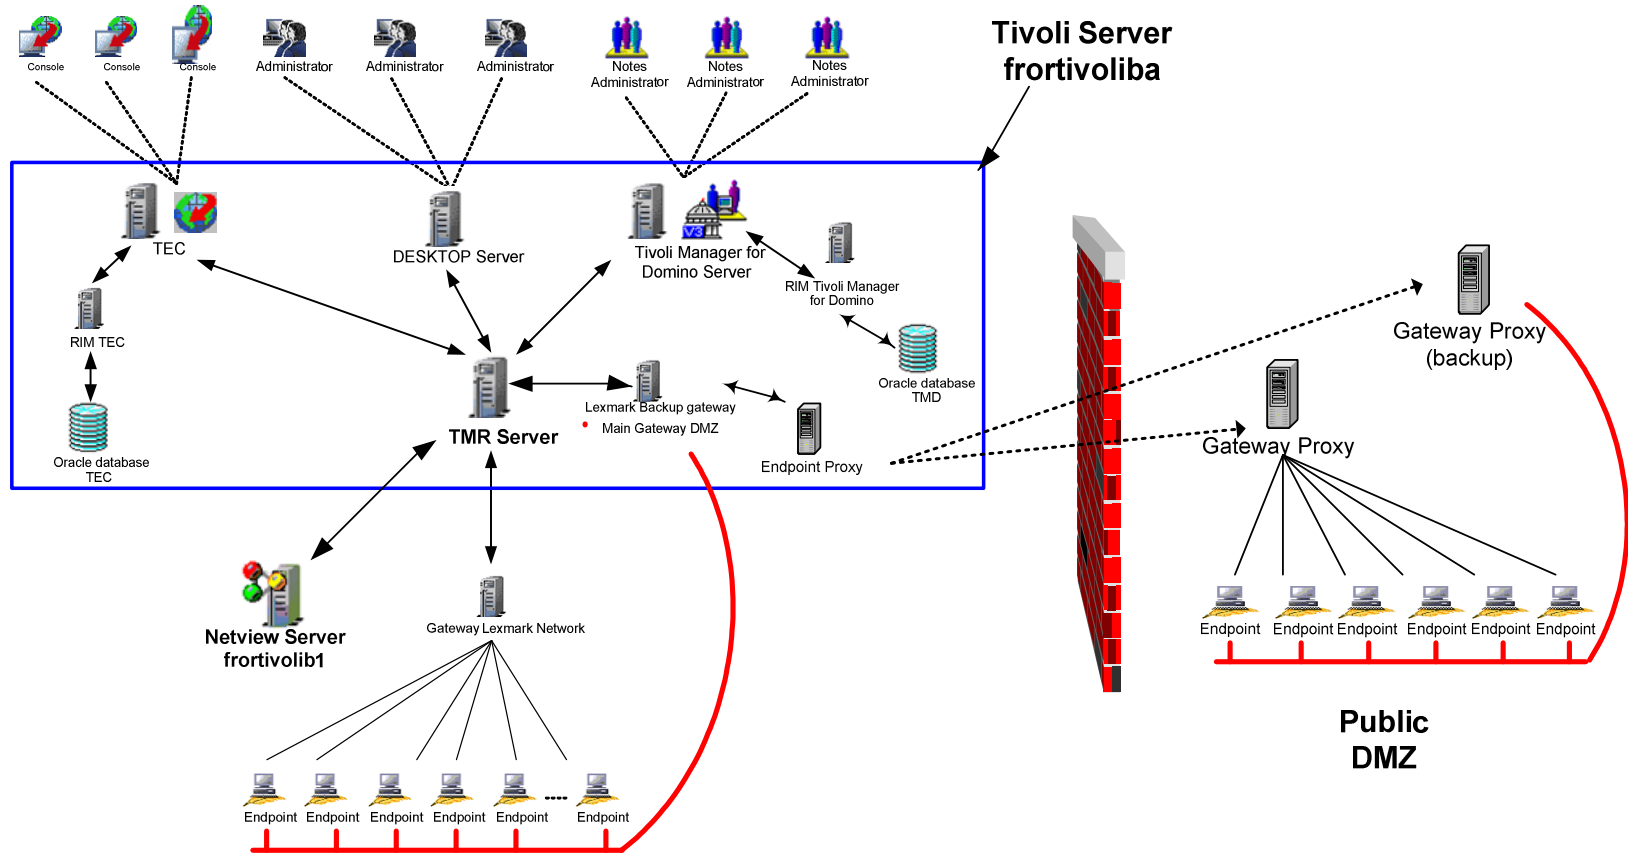 Console
Console
Console
Administrator
Administrator
Administrator
Notes
Administrator
Notes
Administrator
Notes
Administrator
Tivoli Server
frortivoliba
TEC
DESKTOP Server
V3
Tivoli Manager for
Domino Server
RIM Tivoli Manager
for Domino
RIM TEC
Oracle database
TMD
Oracle database
TEC
TMR Server
Lexmark Backup gateway
Main Gateway DMZ
Endpoint Proxy
Gateway Proxy
(backup)
Gateway Proxy
Netview Server
frortivolib1
Gateway Lexmark Network
Endpoint
Endpoint
Endpoint
Endpoint
Endpoint
Endpoint
Public
DMZ
Endpoint
Endpoint
Endpoint
Endpoint
Endpoint
Endpoint